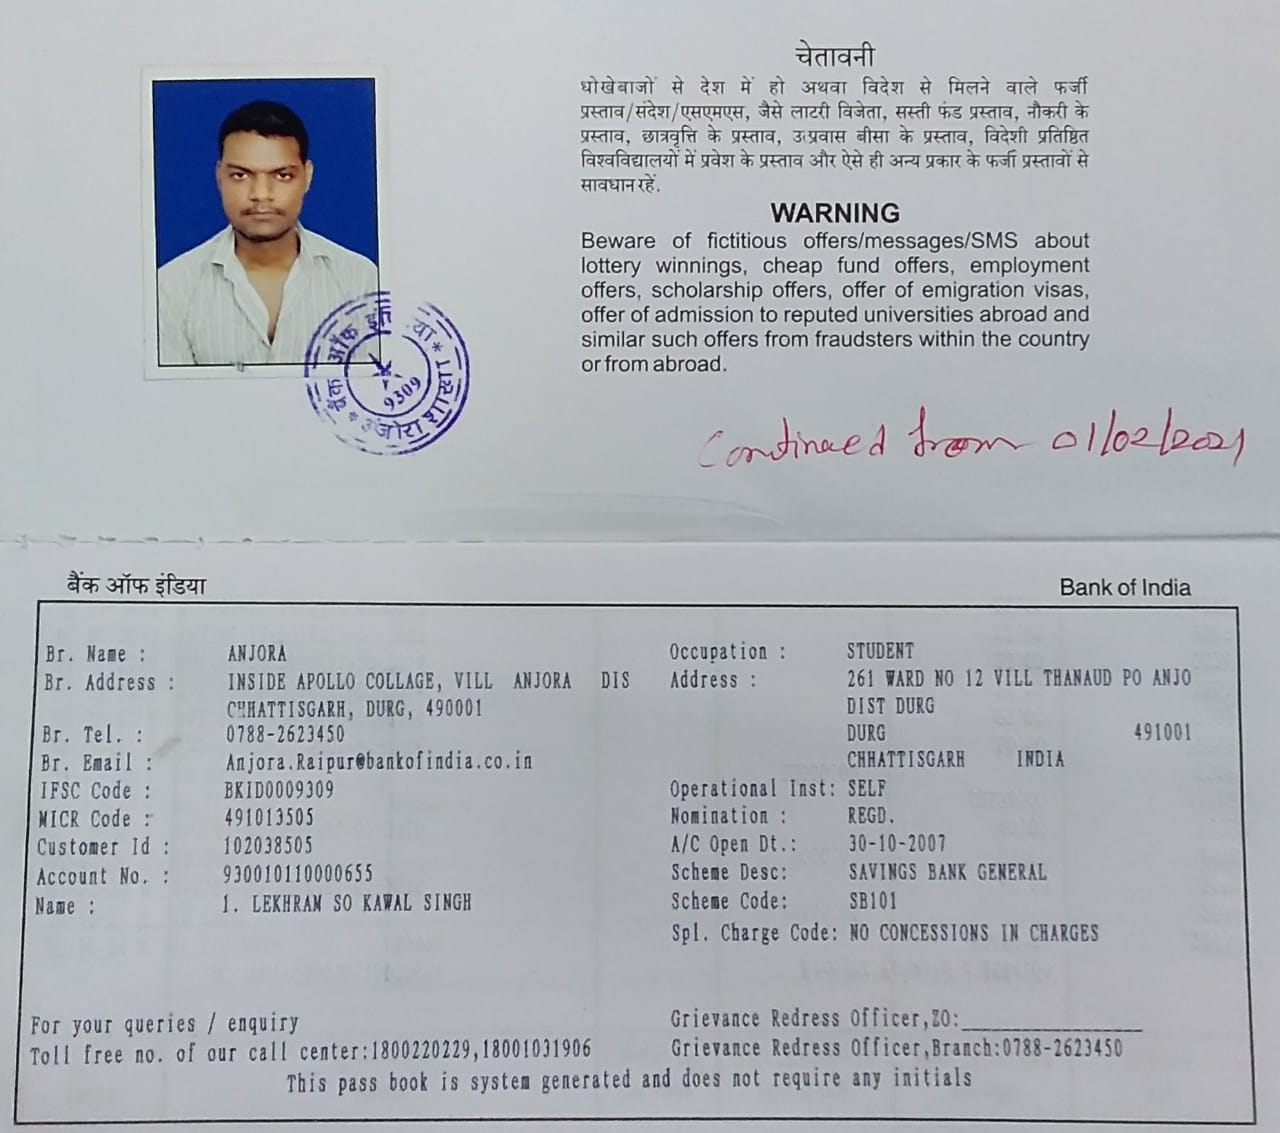 चेतावनी
धोखेबाजों से देश में हो अथवा विदेश से मिलने वाले फर्जी
प्रस्ताव/संदेश/एसएमएस, जैसे लाटरी विजेता, सस्ती फंड प्रस्ताव, नौकरी के
प्रस्ताव, छात्रवृत्ति के प्रस्ताव, उत्प्रवास बीसा के प्रस्ताव, विदेशी प्रतिष्ठित
विश्वविद्यालयों में प्रवेश के प्रस्ताव और ऐसे ही अन्य प्रकार के फर्जी प्रस्तावों से
सावधान रहें.
WARNING
Beware of fictitious offers/messages/SMS about
lottery winnings, cheap fund offers, employment
offers, scholarship offers, offer of emigration visas,
offer of admission to reputed universities abroad and
similar such offers from fraudsters within the country
or from abroad.
बैंक ऑफ इंडिया * अंजोरा शाखा *
9309
Continued from 01/02/2021
बैंक ऑफ इंडिया Bank of India
Br. Name : ANJORA Occupation : STUDENT
Br. Address : INSIDE APOLLO COLLAGE, VILL ANJORA DIS Address : 261 WARD NO 12 VILL THANAUD PO ANJO
CHHATTISGARH, DURG, 490001 DIST DURG
Br. Tel. : 0788-2623450 DURG 491001
Br. Email : Anjora.Raipur@bankofindia.co.in CHHATTISGARH INDIA
IFSC Code : BKID0009309 Operational Inst: SELF
MICR Code : 491013505 Nomination : REGD.
Customer Id : 102038505 A/C Open Dt.: 30-10-2007
Account No. : 930010110000655 Scheme Desc: SAVINGS BANK GENERAL
Name : 1. LEKHRAM SO KAWAL SINGH Scheme Code: SB101
Spl. Charge Code: NO CONCESSIONS IN CHARGES
For your queries / enquiry Grievance Redress Officer,ZO:
Toll free no. of our call center:1800220229,18001031906 Grievance Redress Officer,Branch:0788-2623450
This pass book is system generated and does not require any initials